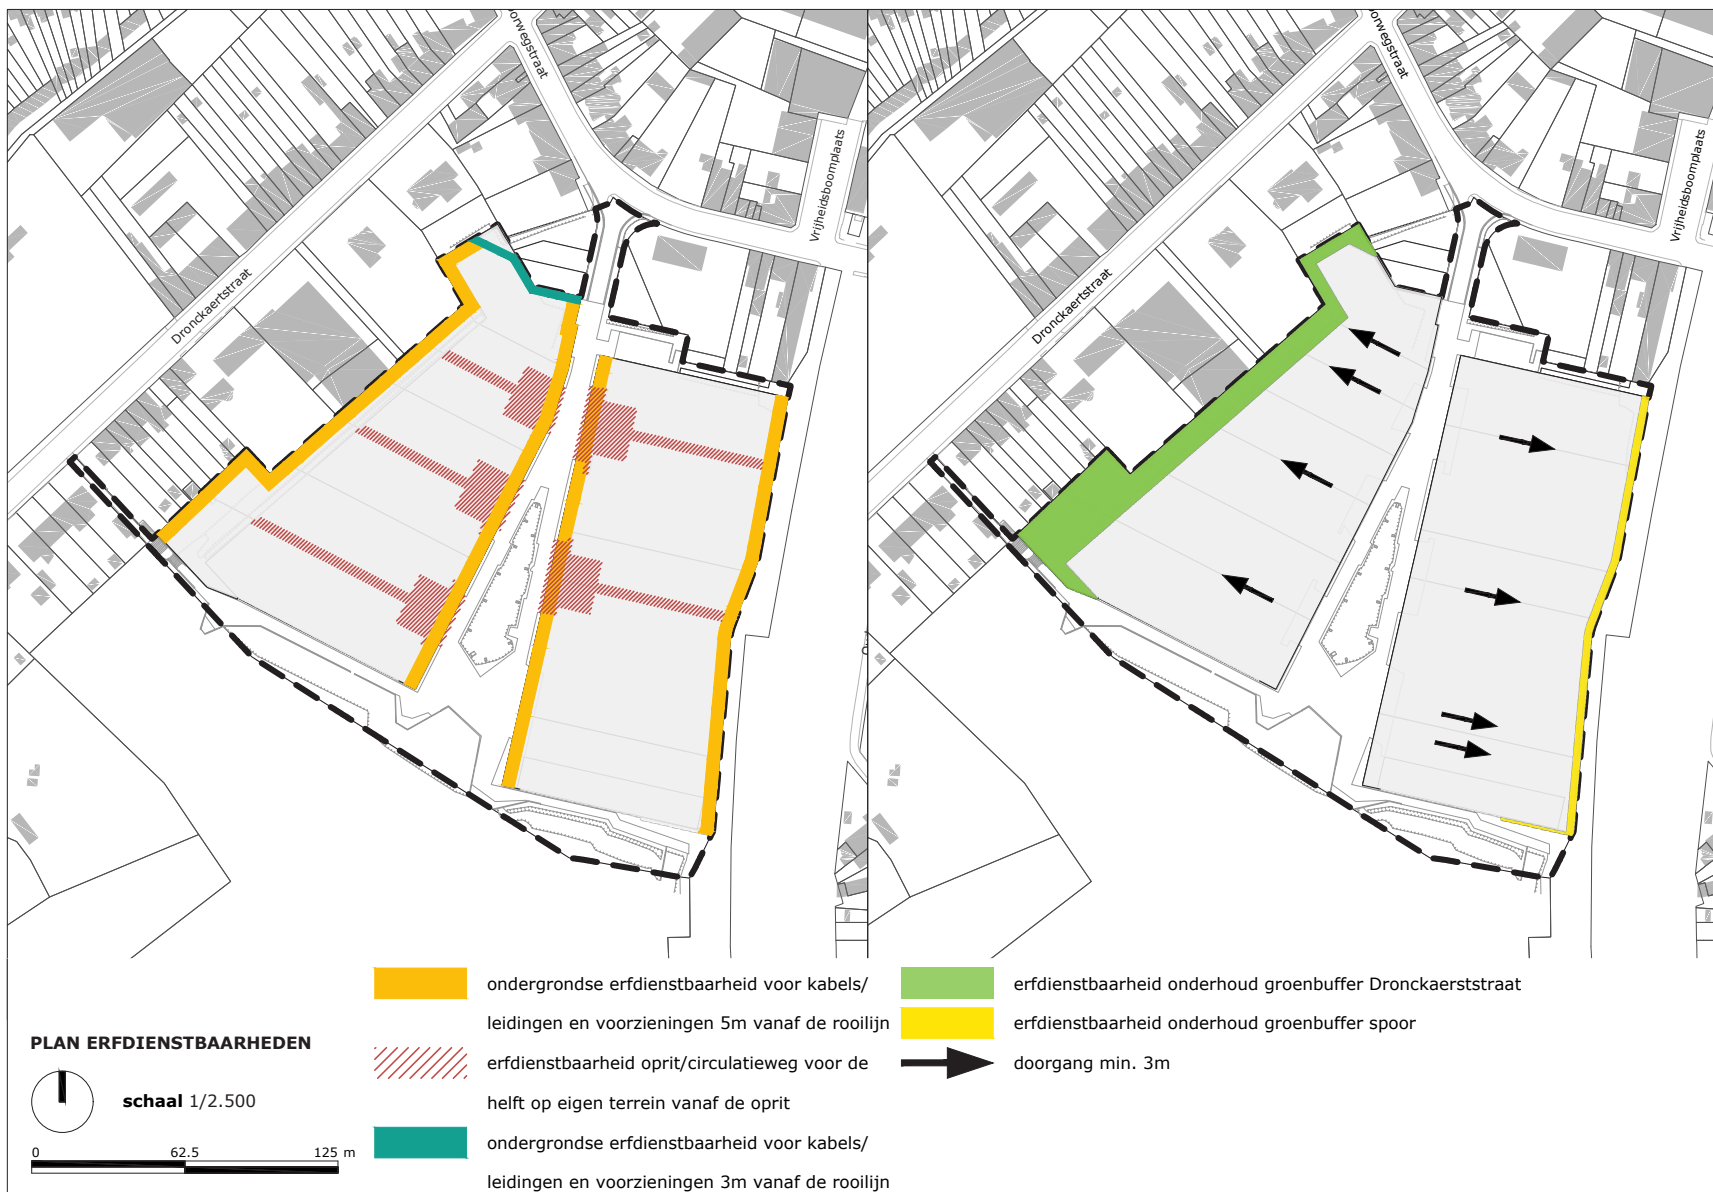 orwegstraat
Vrijheidsboomplaats
Dronckaertstraat
orwegstraat
Vrijheidsboomplaats
Dronckaertstraat
PLAN ERFDIENSTBAARHEDEN
schaal 1/2.500
0 62.5 125 m
ondergrondse erfdienstbaarheid voor kabels/
leidingen en voorzieningen 5m vanaf de rooilijn
erfdienstbaarheid oprit/circulatieweg voor de
helft op eigen terrein vanaf de oprit
ondergrondse erfdienstbaarheid voor kabels/
leidingen en voorzieningen 3m vanaf de rooilijn
erfdienstbaarheid onderhoud groenbuffer Dronckaerststraat
erfdienstbaarheid onderhoud groenbuffer spoor
doorgang min. 3m